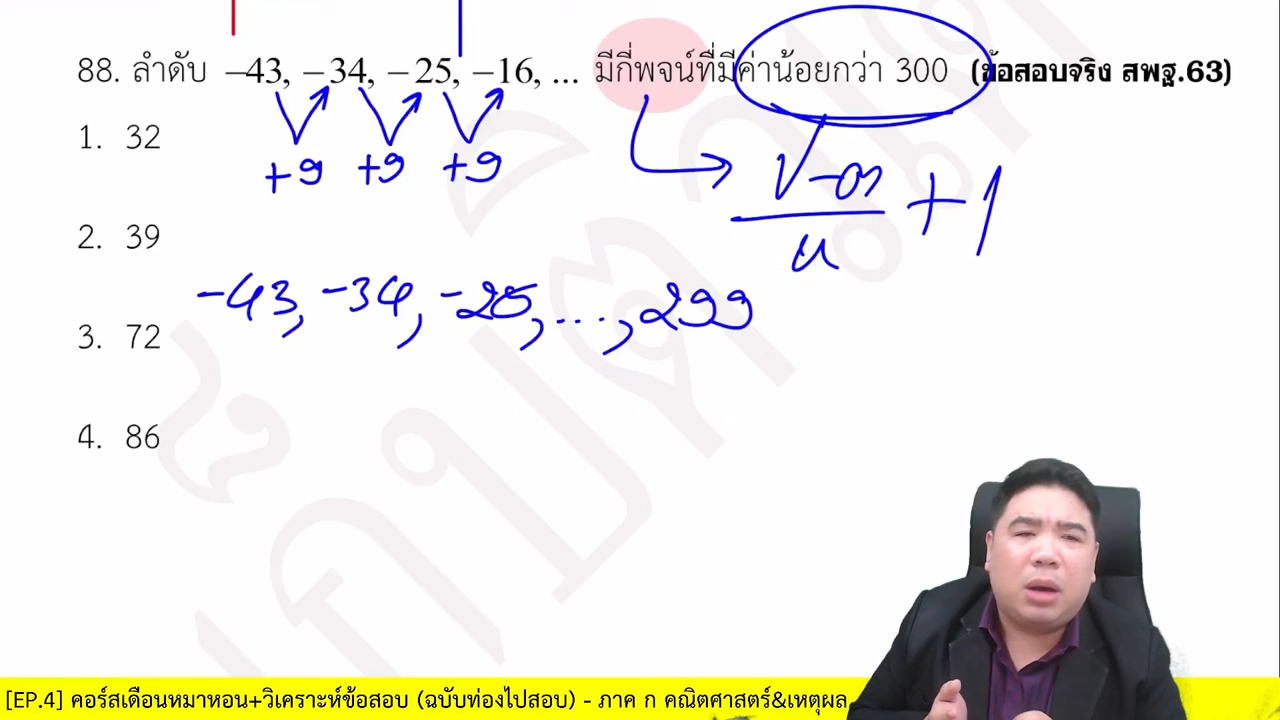 88. ลำดับ −43, −34, −25, −16, ... มีกี่พจน์ที่มีค่าน้อยกว่า 300 (ข้อสอบจริง สพฐ.63)
1. 32
+9 +9 +9
ป-ต
—
ห
+1
2. 39
-43, -34, -25, ..., 299
3. 72
4. 86
[EP.4] คอร์สเดือนหมาหอน+วิเคราะห์ข้อสอบ (ฉบับท่องไปสอบ) - ภาค ก คณิตศาสตร์&เหตุผล